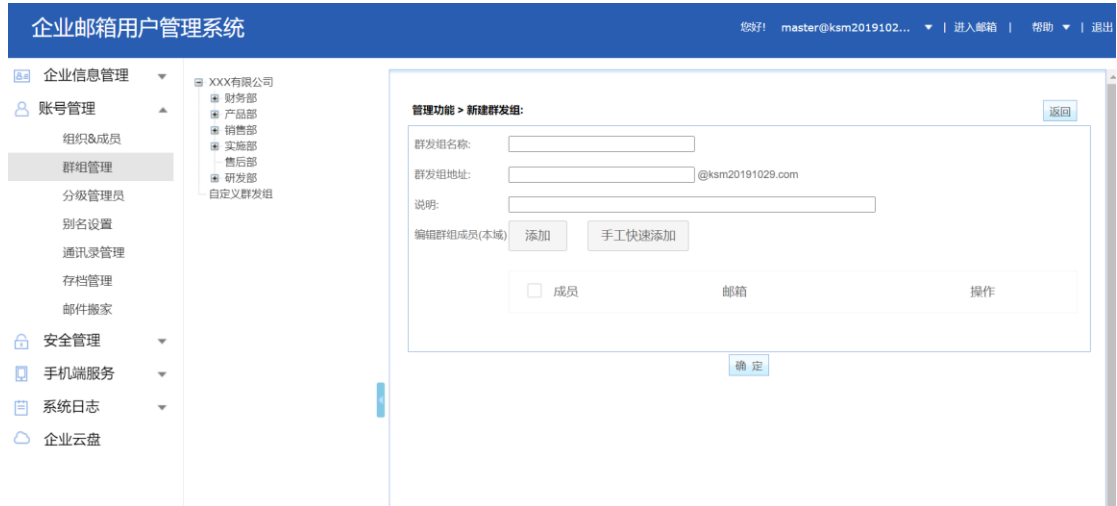 企业邮箱用户管理系统
您好! master@ksm2019102... ▼ | 进入邮箱 | 帮助 ▼ | 退出
企业信息管理
账号管理
组织&成员
群组管理
分级管理员
别名设置
通讯录管理
存档管理
邮件搬家
安全管理
手机端服务
系统日志
企业云盘
XXX有限公司
财务部
产品部
销售部
实施部
售后部
研发部
自定义群发组
管理功能 > 新建群发组:
返回
群发组名称:
群发组地址: @ksm20191029.com
说明:
编辑群组成员(本域) 添加 手工快速添加
成员 邮箱 操作
确 定